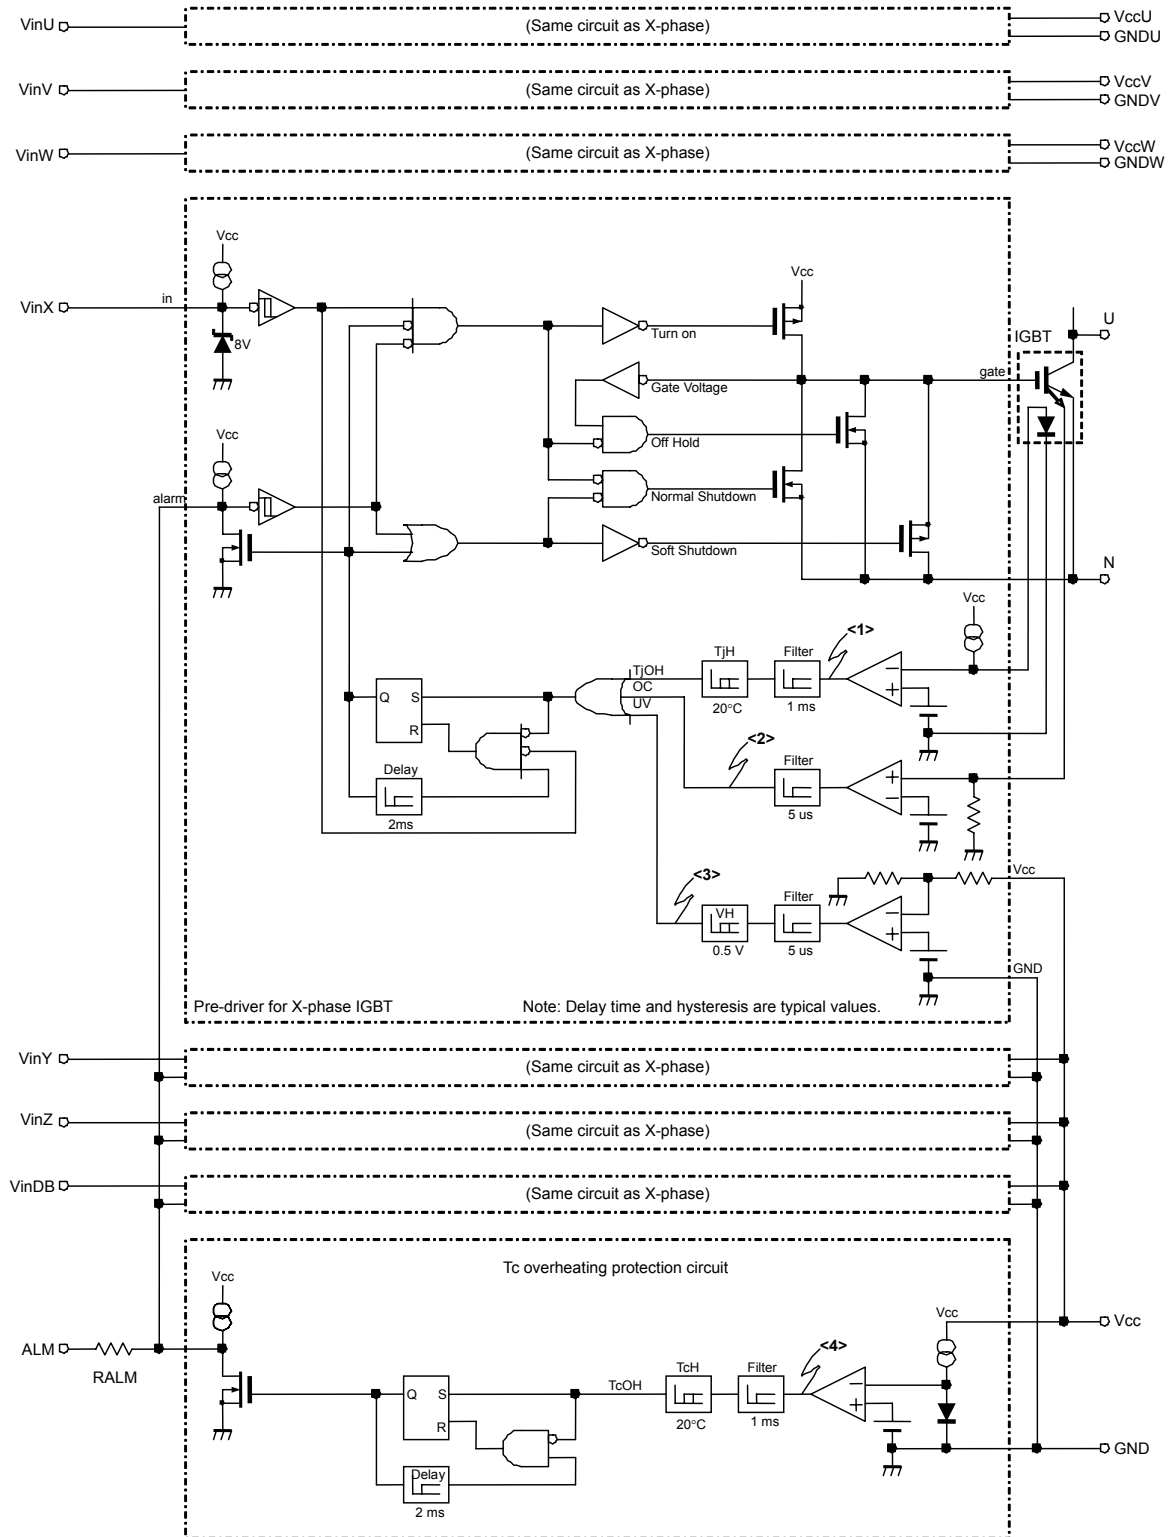 VinU (Same circuit as X-phase) VccU
GNDU
VinV (Same circuit as X-phase) VccV
GNDV
VinW (Same circuit as X-phase) VccW
GNDW
Vcc
Vcc
VinX in
Turn on
8V
IGBT
U
Gate Voltage
gate
Off Hold
Vcc
alarm
Normal Shutdown
Soft Shutdown
N
Vcc
<1>
TjH
Filter
TjOH
OC
UV
20°C
1 ms
Q S
R
+
−
<2>
Delay
2ms
Filter
5 us
+
−
<3>
Vcc
VH
0.5 V
Filter
5 us
−
+
GND
Pre-driver for X-phase IGBT
Note: Delay time and hysteresis are typical values.
VinY (Same circuit as X-phase)
VinZ (Same circuit as X-phase)
VinDB (Same circuit as X-phase)
Tc overheating protection circuit
Vcc
Vcc
Vcc
ALM
RALM
<4>
TcH
Filter
TcOH
20°C
1 ms
Q S
R
−
+
Delay
2 ms
GND